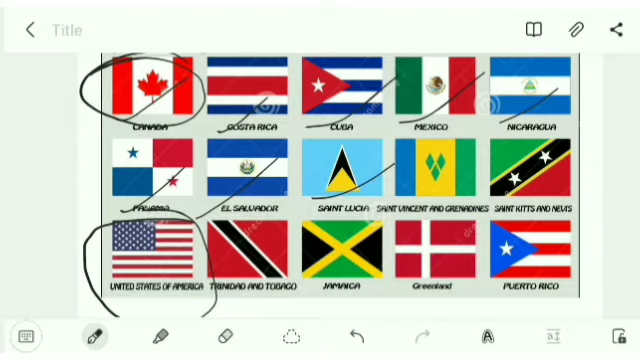 Title
CANADA COSTA RICA CUBA MEXICO NICARAGUA
PANAMA EL SALVADOR SAINT LUCIA SAINT VINCENT AND GRENADINES SAINT KITTS AND NEVIS
UNITED STATES OF AMERICA TRINIDAD AND TOBAGO JAMAICA Greenland PUERTO RICO